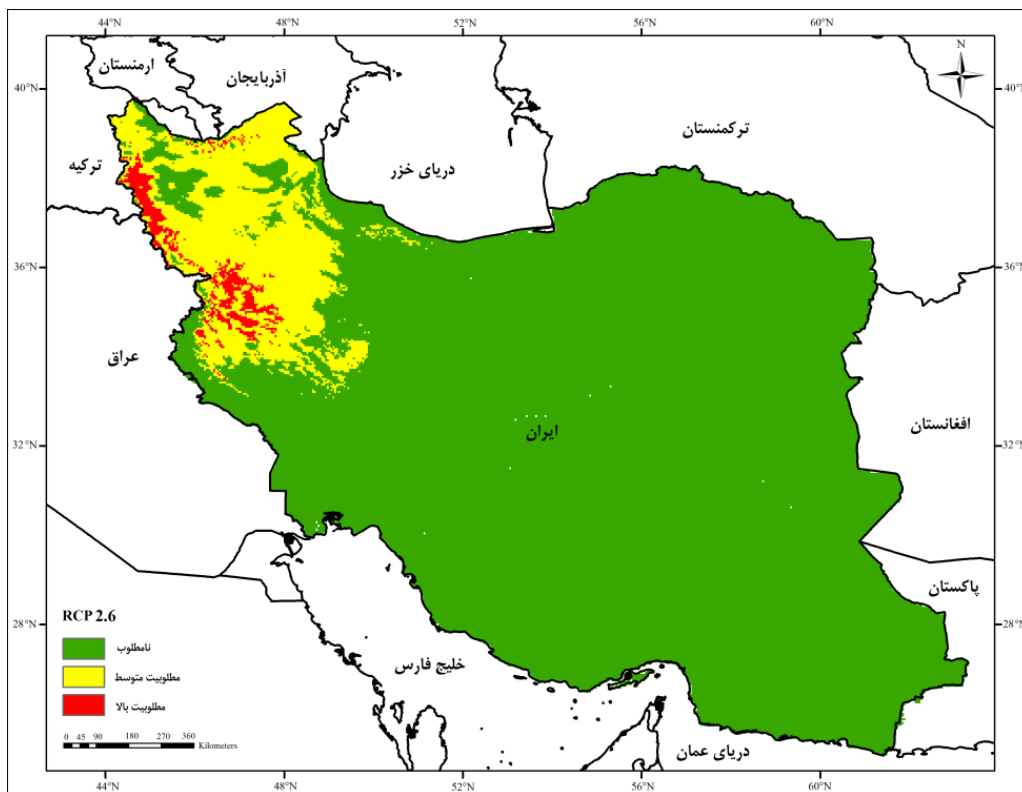 44°N
48°N
52°N
56°N
60°N
N
ارمنستان
آذربایجان
40°N
40°N
ترکمنستان
ترکیه
دریای خزر
36°N
36°N
عراق
افغانستان
ایران
32°N
32°N
پاکستان
RCP 2.6
28°N
28°N
نامطلوب
خلیج فارس
مطلوبیت متوسط
مطلوبیت بالا
0 45 90 180 270 360
Kilometers
دریای عمان
44°N
48°N
52°N
56°N
60°N